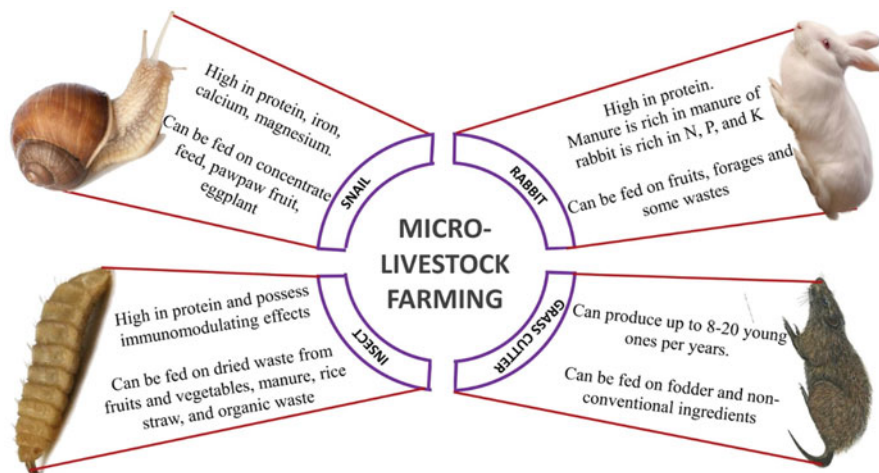 High in protein, iron,
calcium, magnesium.
Can be fed on concentrate
feed, pawpaw fruit,
eggplant
SNAIL
High in protein.
Manure is rich in manure of
rabbit is rich in N, P, and K
Can be fed on fruits, forages and
some wastes
RABBIT
MICRO-
LIVESTOCK
FARMING
High in protein and possess
immunomodulating effects
Can be fed on dried waste from
fruits and vegetables, manure, rice
straw, and organic waste
INSECT
GRASS CUTTER
Can produce up to 8-20 young
ones per years.
Can be fed on fodder and non-
conventional ingredients